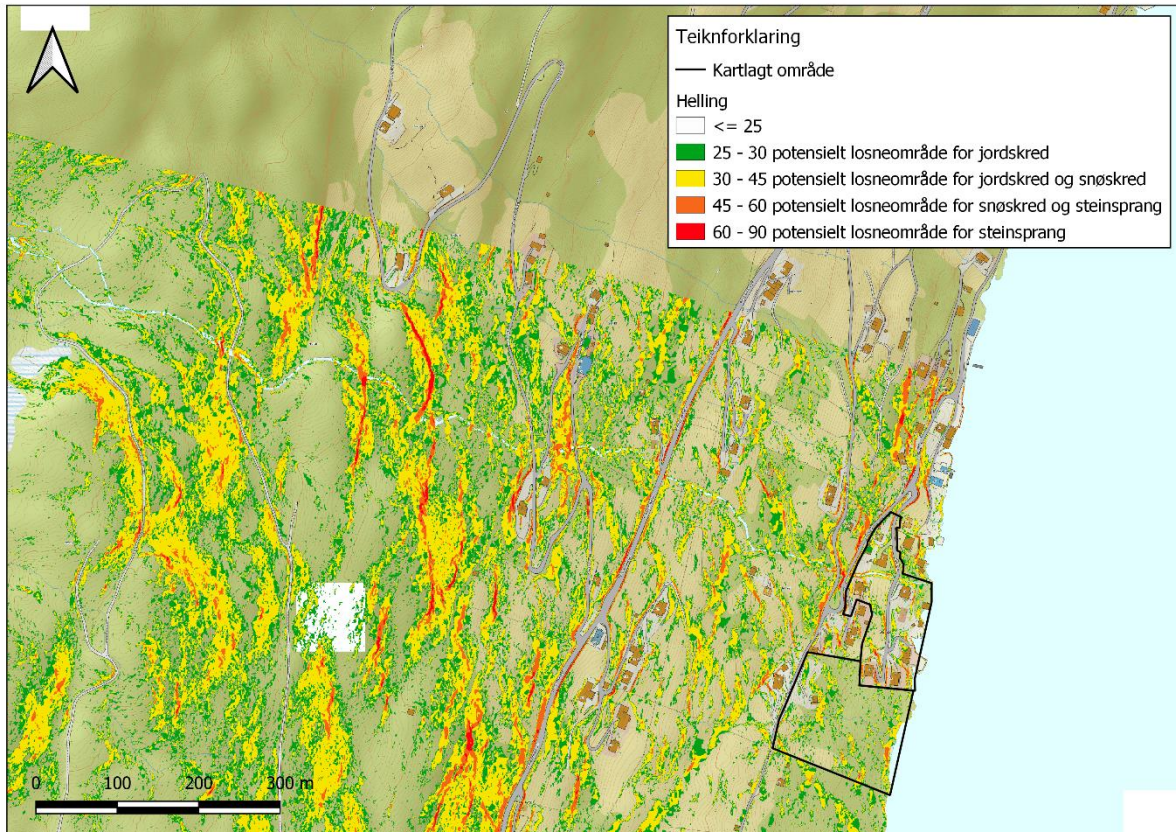 Teiknforklaring
Kartlagt område
Helling
<= 25
25 - 30 potensielt losneområde for jordskred
30 - 45 potensielt losneområde for jordskred og snøskred
45 - 60 potensielt losneområde for snøskred og steinsprang
60 - 90 potensielt losneområde for steinsprang
0 100 200 300 m